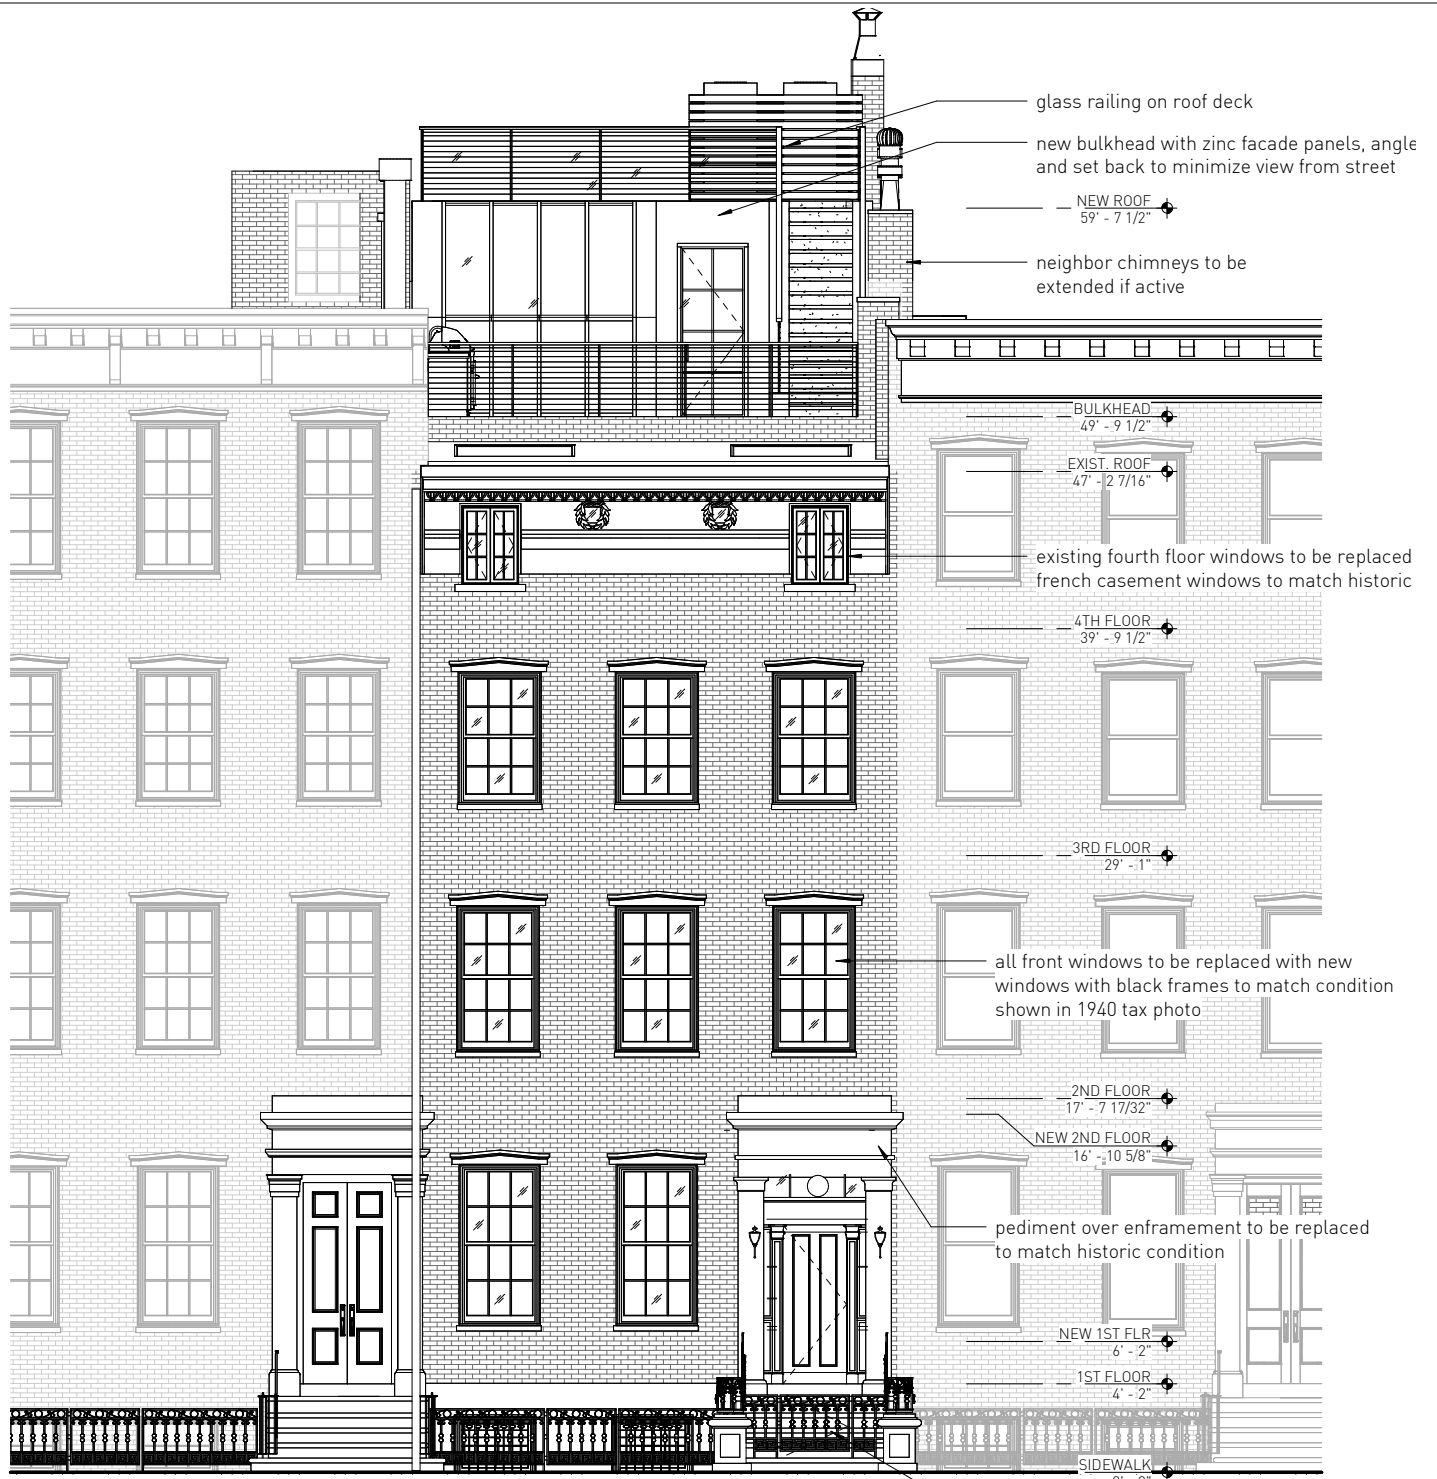 glass railing on roof deck
new bulkhead with zinc facade panels, angle
and set back to minimize view from street
NEW ROOF
59' - 7 1/2"
neighbor chimneys to be
extended if active
BULKHEAD
49' - 9 1/2"
EXIST. ROOF
47' - 2 7/16"
existing fourth floor windows to be replaced
french casement windows to match historic
4TH FLOOR
39' - 9 1/2"
3RD FLOOR
29' - 1"
all front windows to be replaced with new
windows with black frames to match condition
shown in 1940 tax photo
2ND FLOOR
17' - 7 17/32"
NEW 2ND FLOOR
16' - 10 5/8"
pediment over enframement to be replaced
to match historic condition
NEW 1ST FLR
6' - 2"
1ST FLOOR
4' - 2"
SIDEWALK